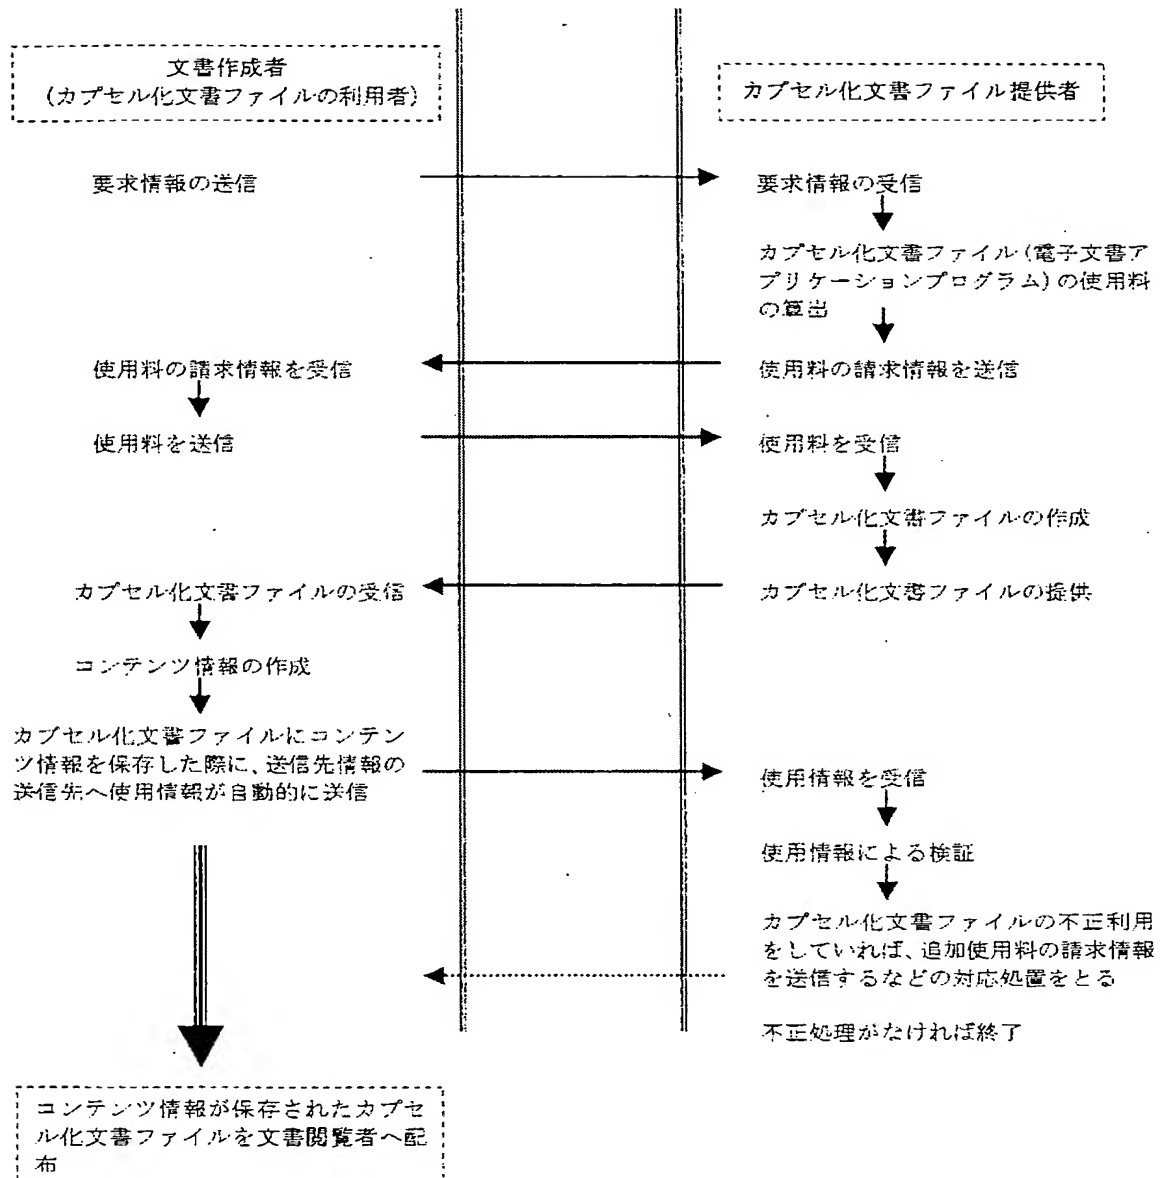 文書作成者
(カプセル化文書ファイルの利用者)
カプセル化文書ファイル提供者
要求情報の送信
要求情報の受信
カプセル化文書ファイル(電子文書ア
プリケーションプログラム)の使用料
の算出
使用料の請求情報を受信
使用料の請求情報を送信
使用料を送信
使用料を受信
カプセル化文書ファイルの作成
カプセル化文書ファイルの受信
カプセル化文書ファイルの提供
コンテンツ情報の作成
カプセル化文書ファイルにコンテン
ツ情報を保存した際に、送信先情報の
送信先へ使用情報が自動的に送信
使用情報を受信
使用情報による検証
カプセル化文書ファイルの不正利用
をしていれば、追加使用料の請求情報
を送信するなどの対応処置をとる
不正処理がなければ終了
コンテンツ情報が保存されたカプセ
ル化文書ファイルを文書閲覧者へ配
布